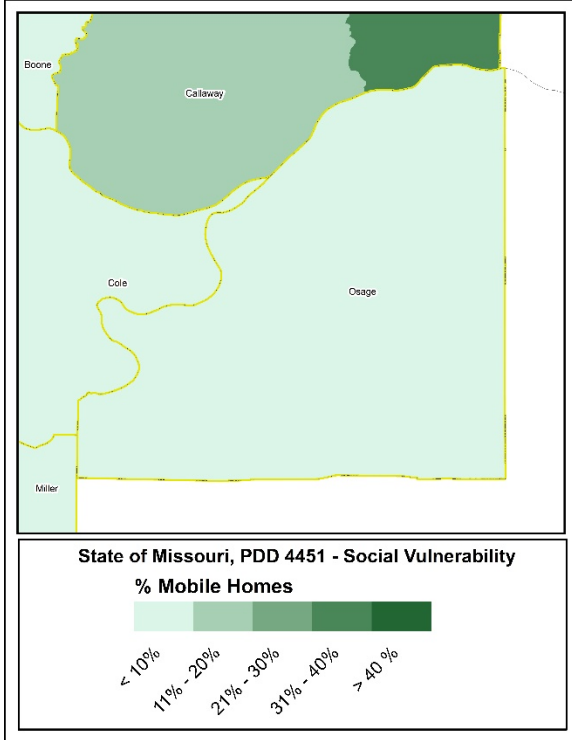 Boone
Callaway
Cole
Osage
Miller
State of Missouri, PDD 4451 - Social Vulnerability
% Mobile Homes
< 10%
11% - 20%
21% - 30%
31% - 40%
> 40 %